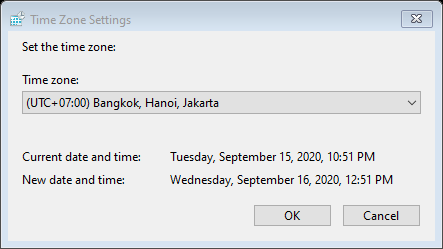 Time Zone Settings
Set the time zone:
Time zone:
(UTC+07:00) Bangkok, Hanoi, Jakarta
Current date and time: Tuesday, September 15, 2020, 10:51 PM
New date and time: Wednesday, September 16, 2020, 12:51 PM
OK Cancel